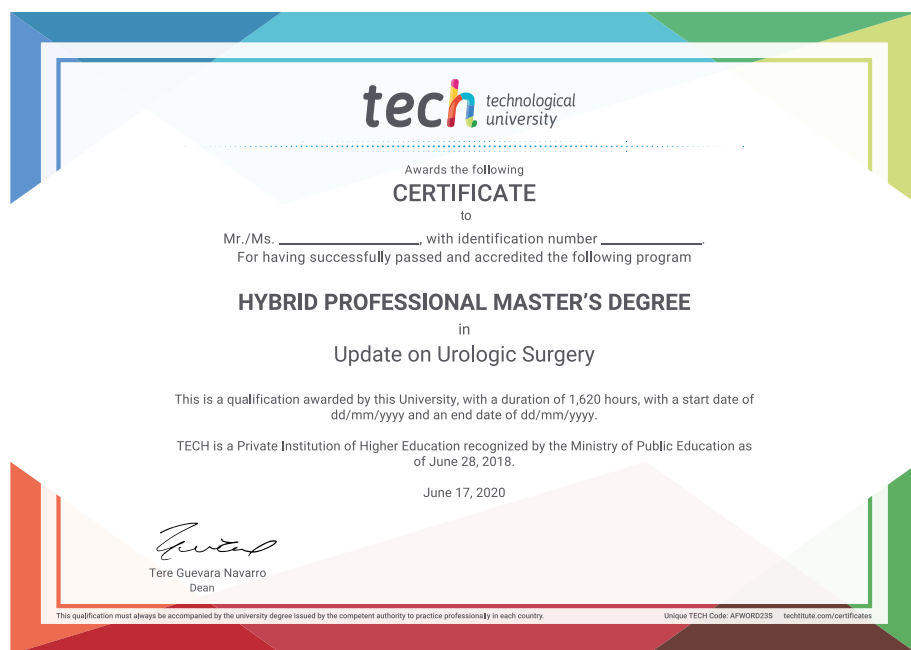 tech technological
university
Awards the following
CERTIFICATE
to
Mr./Ms. ____________________, with identification number ______________.
For having successfully passed and accredited the following program
HYBRID PROFESSIONAL MASTER'S DEGREE
in
Update on Urologic Surgery
This is a qualification awarded by this University, with a duration of 1,620 hours, with a start date of
dd/mm/yyyy and an end date of dd/mm/yyyy.
TECH is a Private Institution of Higher Education recognized by the Ministry of Public Education as
of June 28, 2018.
June 17, 2020
Tere Guevara Navarro
Dean
This qualification must always be accompanied by the university degree issued by the competent authority to practice professionally in each country. Unique TECH Code: AFWORD23S techtitute.com/certificates